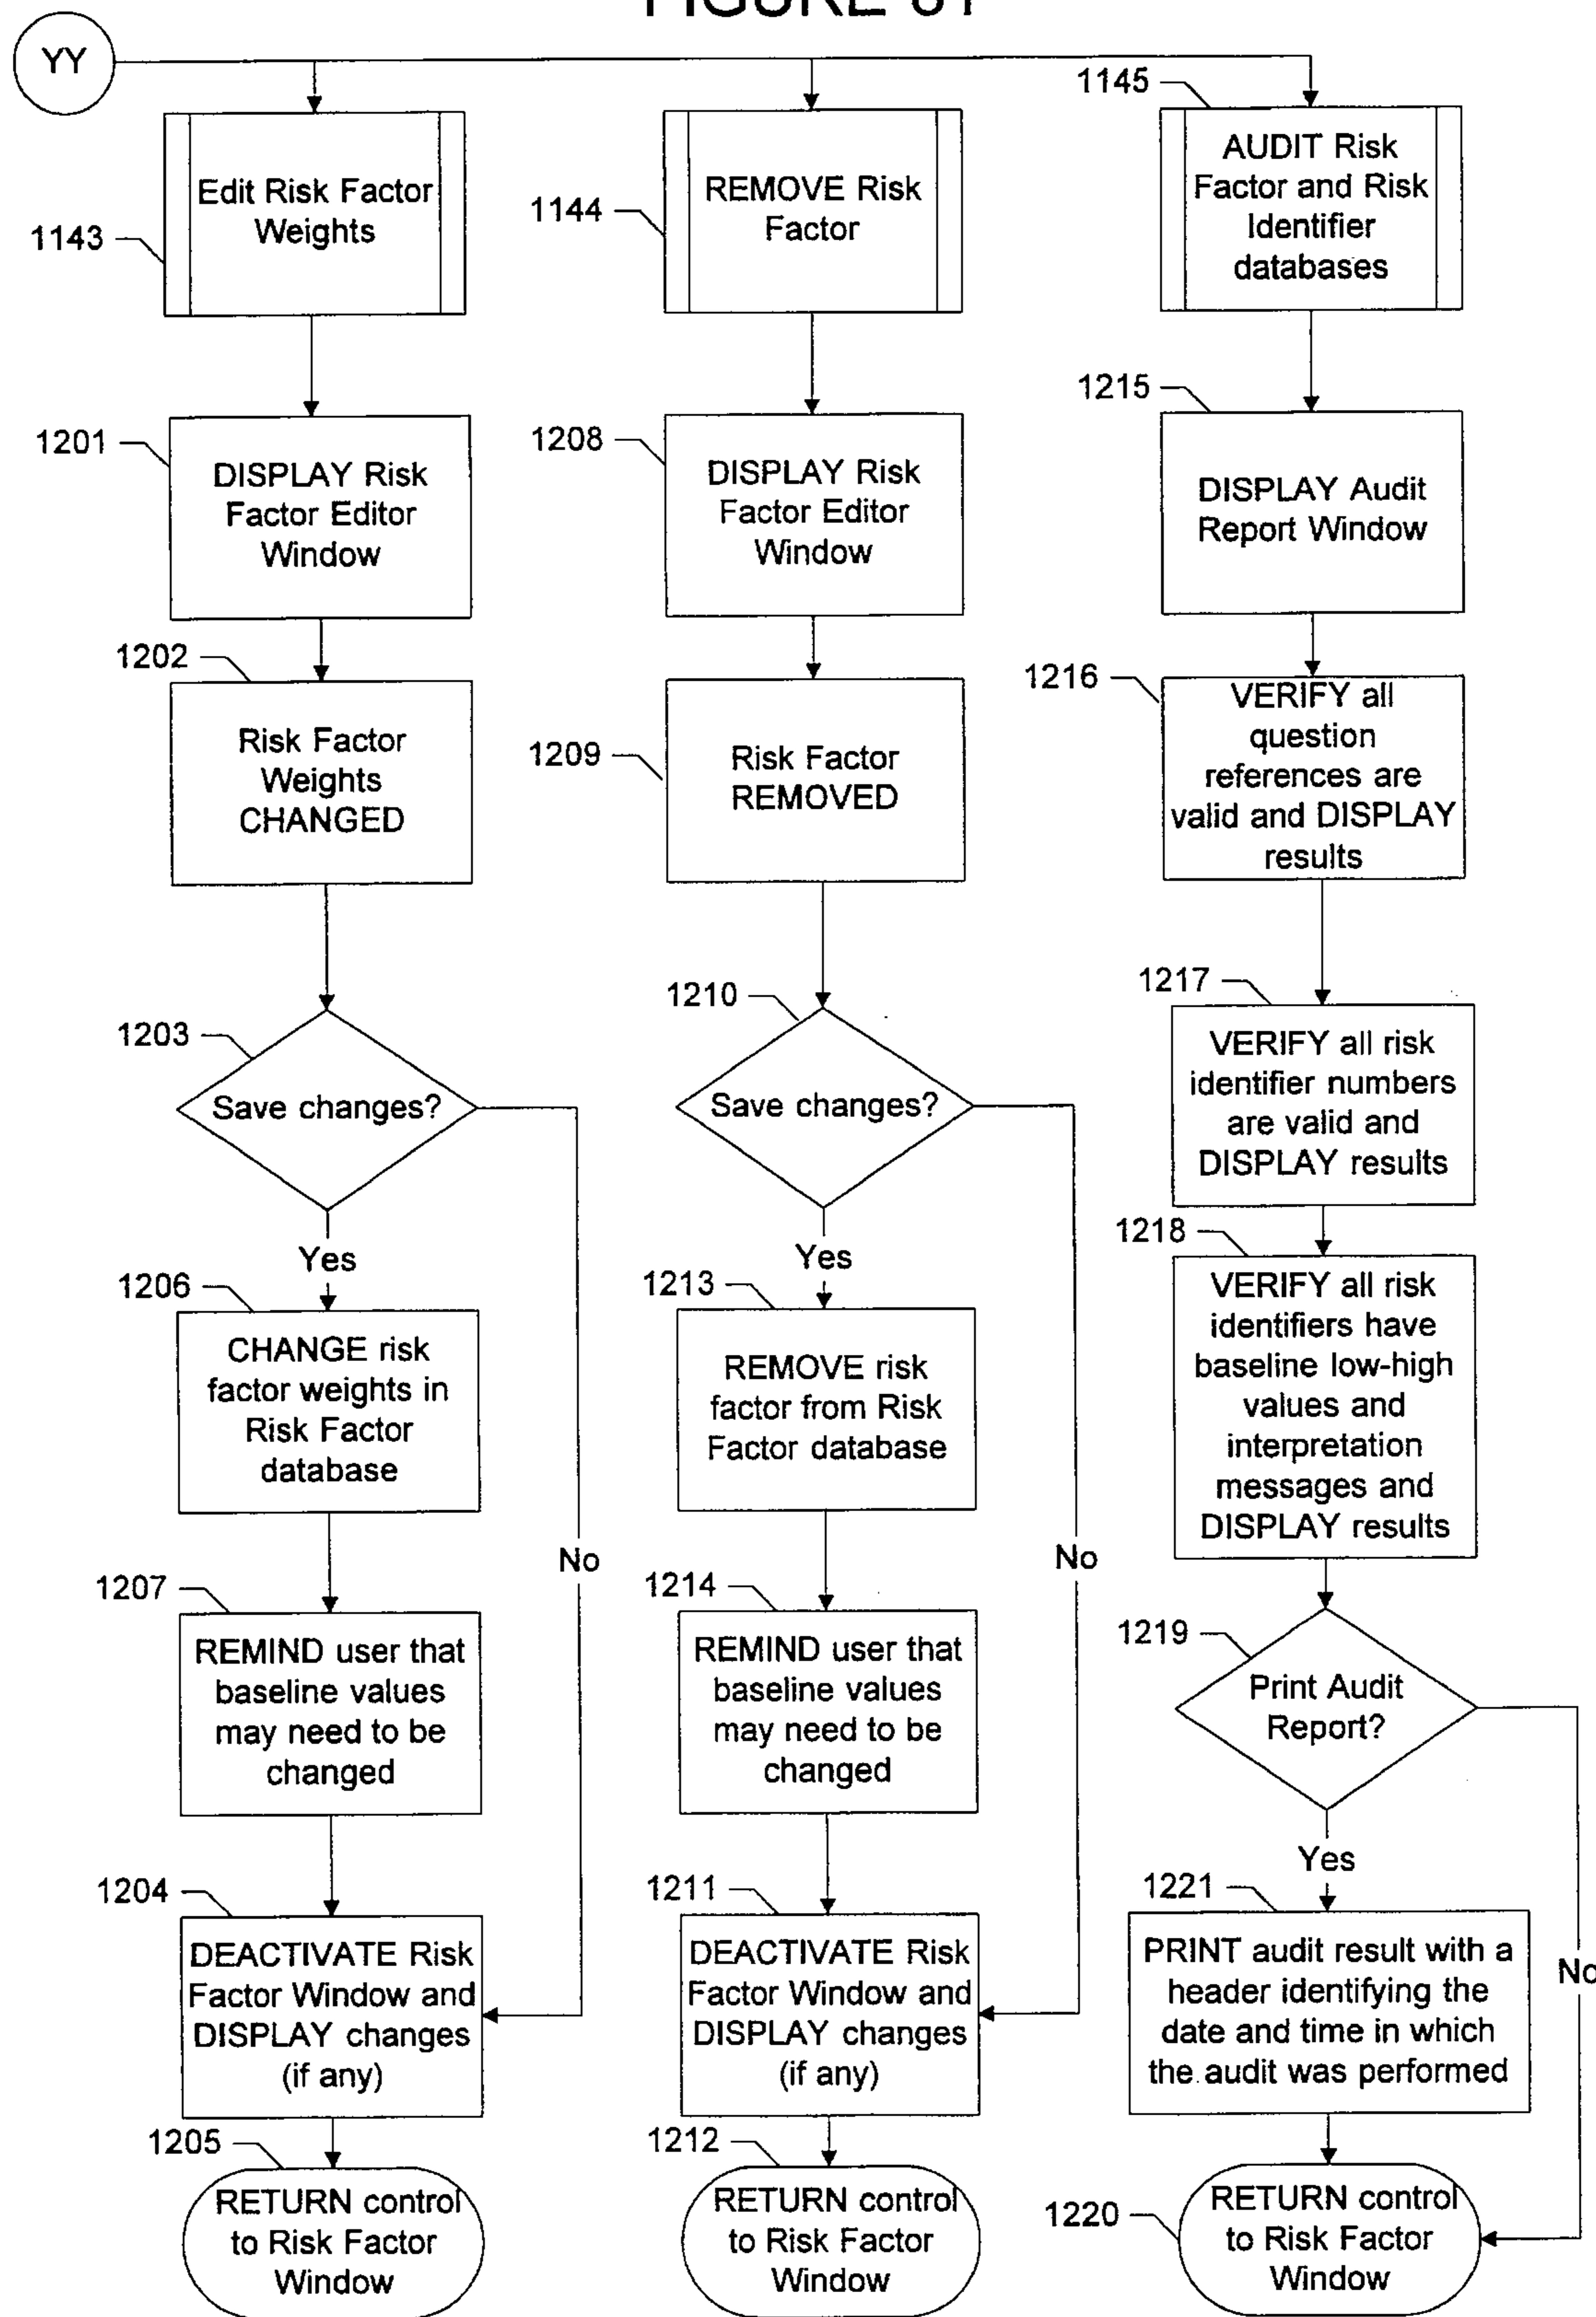 YY
1143
Edit Risk Factor
Weights
1201
DISPLAY Risk
Factor Editor
Window
1202
Risk Factor
Weights
CHANGED
1203
Save changes?
Yes
No
1206
CHANGE risk
factor weights in
Risk Factor
database
1207
REMIND user that
baseline values
may need to be
changed
1204
DEACTIVATE Risk
Factor Window and
DISPLAY changes
(if any)
1205
RETURN control
to Risk Factor
Window
1144
REMOVE Risk
Factor
1208
DISPLAY Risk
Factor Editor
Window
1209
Risk Factor
REMOVED
1210
Save changes?
Yes
No
1213
REMOVE risk
factor from Risk
Factor database
1214
REMIND user that
baseline values
may need to be
changed
1211
DEACTIVATE Risk
Factor Window and
DISPLAY changes
(if any)
1212
RETURN control
to Risk Factor
Window
1145
AUDIT Risk
Factor and Risk
Identifier
databases
1215
DISPLAY Audit
Report Window
1216
VERIFY all
question
references are
valid and DISPLAY
results
1217
VERIFY all risk
identifier numbers
are valid and
DISPLAY results
1218
VERIFY all risk
identifiers have
baseline low-high
values and
interpretation
messages and
DISPLAY results
1219
Print Audit
Report?
Yes
No
1221
PRINT audit result with a
header identifying the
date and time in which
the audit was performed
1220
RETURN control
to Risk Factor
Window